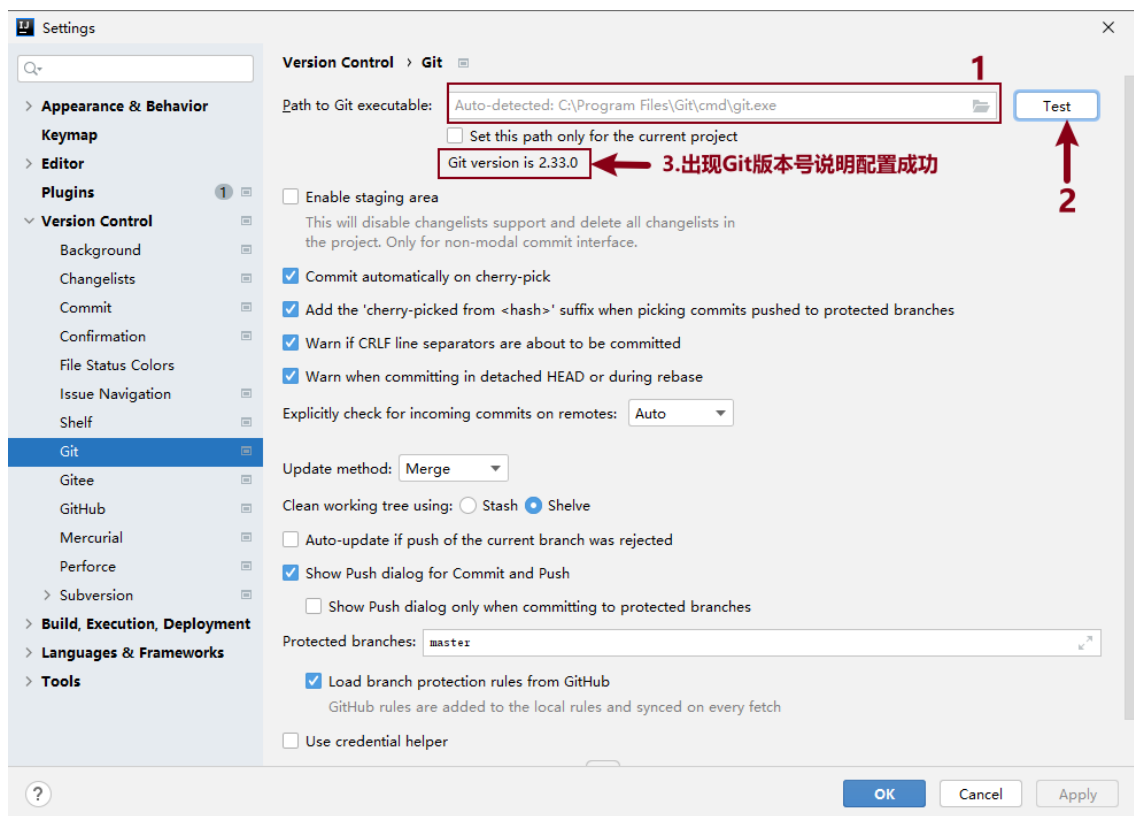 Settings
Version Control › Git
1
Appearance & Behavior
Path to Git executable:
Auto-detected: C:\Program Files\Git\cmd\git.exe
Test
Keymap
Set this path only for the current project
Editor
Git version is 2.33.0
3.出现Git版本号说明配置成功
2
Plugins
1
Enable staging area
Version Control
This will disable changelists support and delete all changelists in
the project. Only for non-modal commit interface.
Background
Changelists
Commit automatically on cherry-pick
Commit
Add the 'cherry-picked from <hash>' suffix when picking commits pushed to protected branches
Confirmation
Warn if CRLF line separators are about to be committed
File Status Colors
Warn when committing in detached HEAD or during rebase
Issue Navigation
Explicitly check for incoming commits on remotes:
Auto
Shelf
Git
Update method:
Merge
Gitee
GitHub
Clean working tree using:
Stash
Shelve
Mercurial
Auto-update if push of the current branch was rejected
Perforce
Show Push dialog for Commit and Push
Subversion
Show Push dialog only when committing to protected branches
Build, Execution, Deployment
Protected branches:
master
Languages & Frameworks
Tools
Load branch protection rules from GitHub
GitHub rules are added to the local rules and synced on every fetch
Use credential helper
?
OK
Cancel
Apply